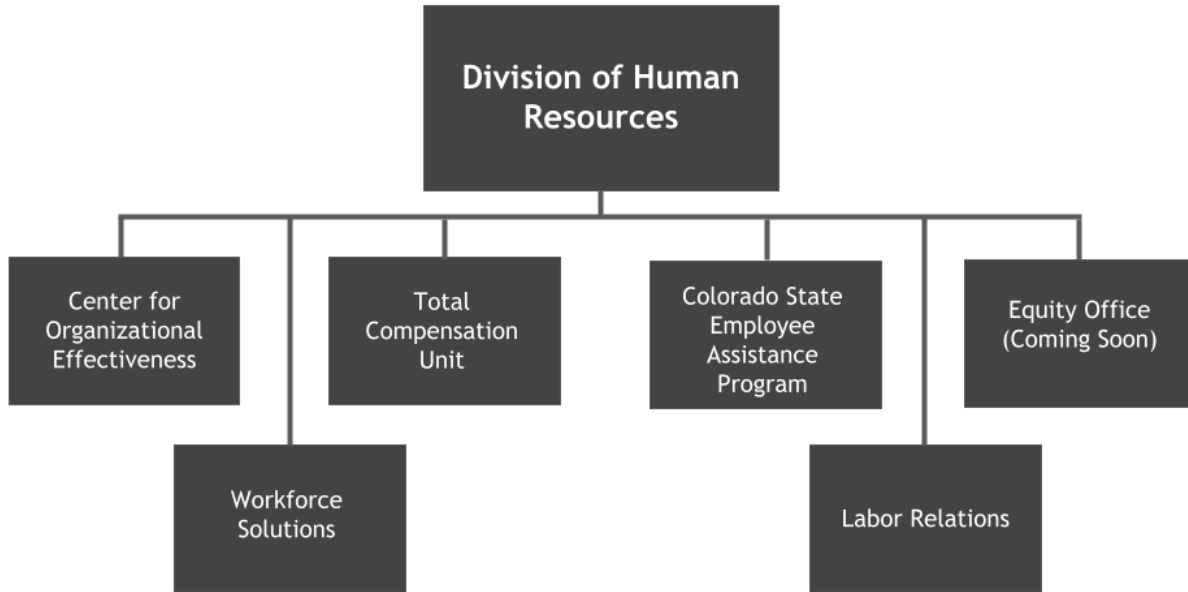 Division of Human
Resources
Center for
Organizational
Effectiveness
Total
Compensation
Unit
Colorado State
Employee
Assistance
Program
Equity Office
(Coming Soon)
Workforce
Solutions
Labor Relations